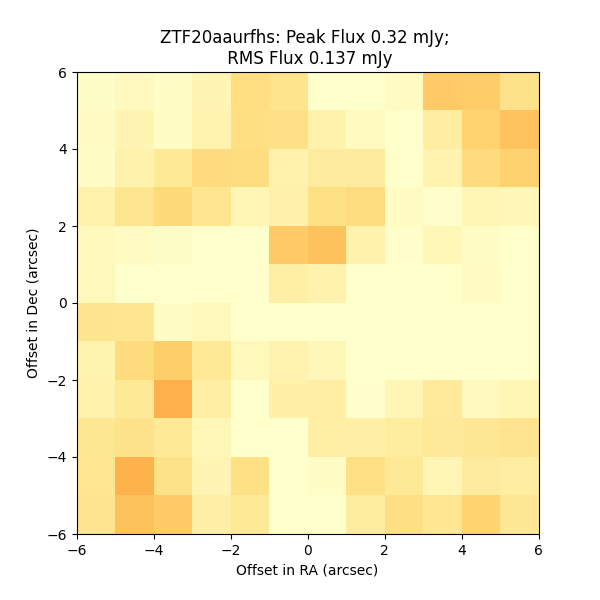 ZTF20aaurfhs: Peak Flux 0.32 mJy;
RMS Flux 0.137 mJy
6
4
2
0
−2
−4
−6
Offset in Dec (arcsec)
−6 −4 −2 0 2 4 6
Offset in RA (arcsec)